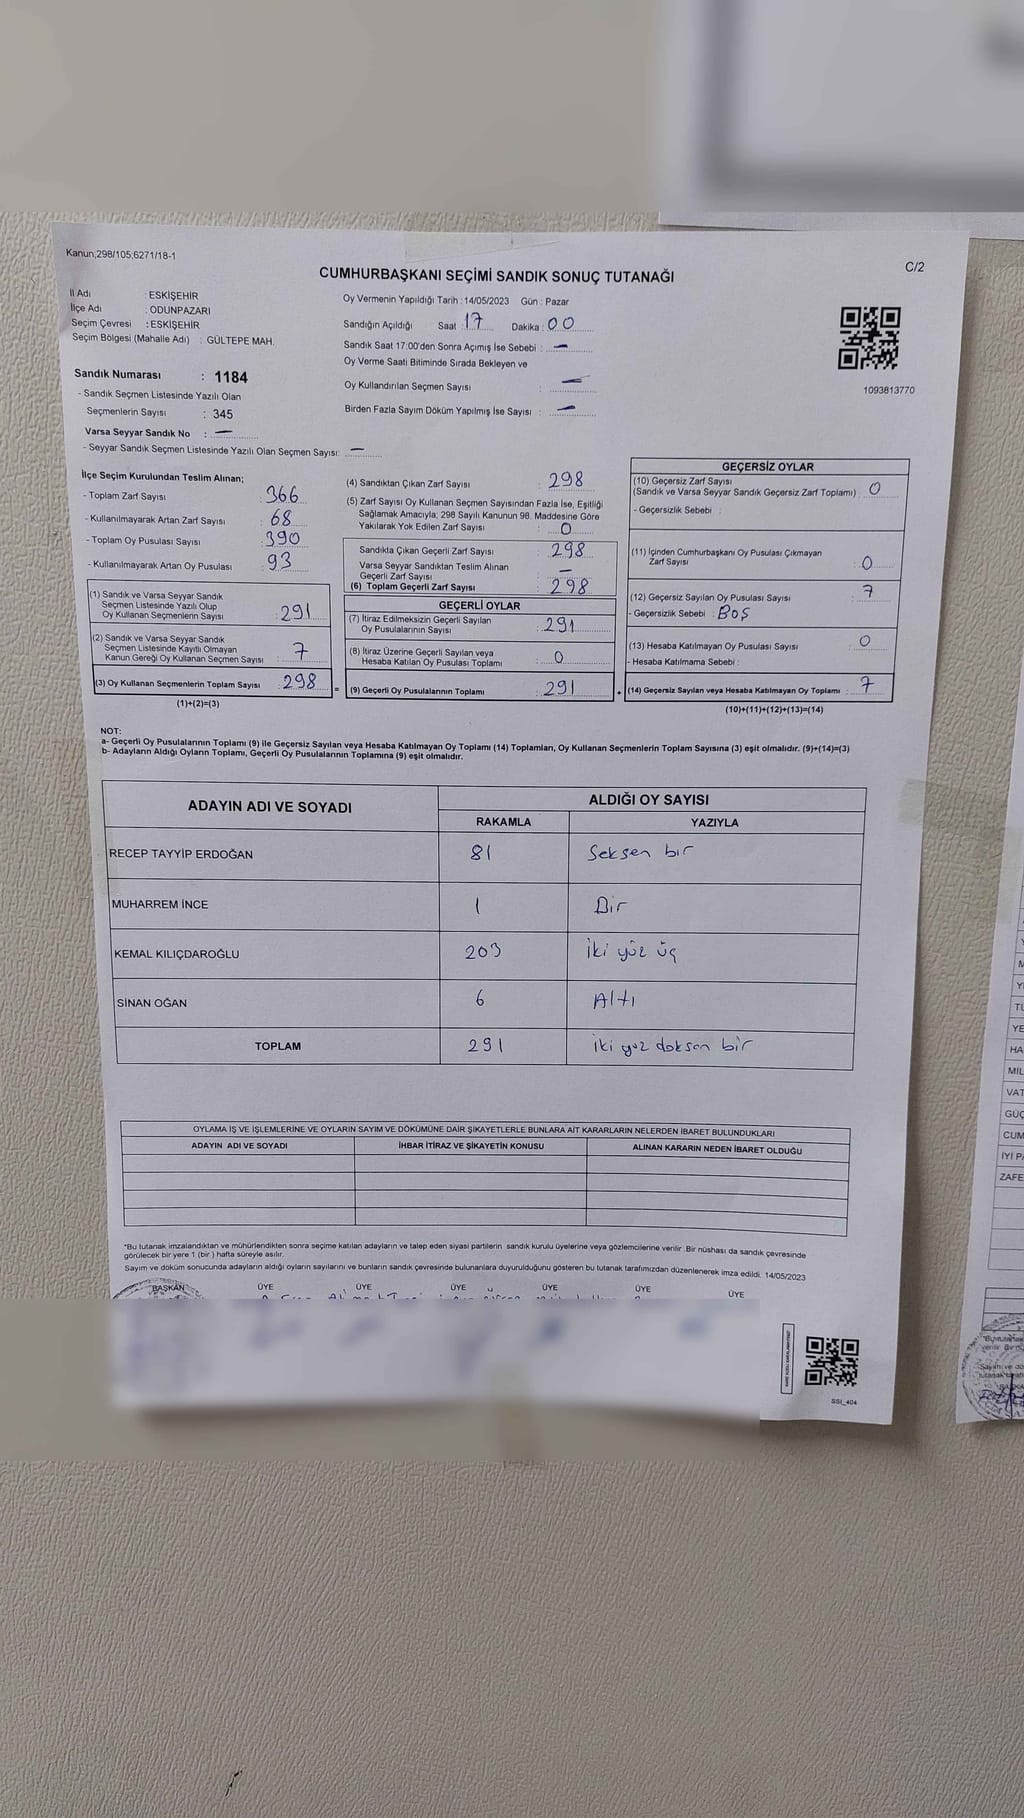 Kanun;298/105;6271/18-1
C/2
CUMHURBAŞKANI SEÇİMİ SANDIK SONUÇ TUTANAĞI
İl Adı : ESKİŞEHİR
İlçe Adı : ODUNPAZARI
Seçim Çevresi : ESKİŞEHİR
Seçim Bölgesi (Mahalle Adı) : GÜLTEPE MAH.
Oy Vermenin Yapıldığı Tarih : 14/05/2023 Gün : Pazar
Sandığın Açıldığı Saat : 17 Dakika : 00
Sandık Saat 17:00'den Sonra Açımış İse Sebebi : —
Oy Verme Saati Bitiminde Sırada Bekleyen ve
Oy Kullandırılan Seçmen Sayısı : —
Birden Fazla Sayım Döküm Yapılmış İse Sayısı : —
1093813770
Sandık Numarası : 1184
- Sandık Seçmen Listesinde Yazılı Olan
Seçmenlerin Sayısı : 345
Varsa Seyyar Sandık No : —
- Seyyar Sandık Seçmen Listesinde Yazılı Olan Seçmen Sayısı: —
İlçe Seçim Kurulundan Teslim Alınan;
- Toplam Zarf Sayısı : 366
- Kullanılmayarak Artan Zarf Sayısı : 68
- Toplam Oy Pusulası Sayısı : 390
- Kullanılmayarak Artan Oy Pusulası : 93
(1) Sandık ve Varsa Seyyar Sandık
Seçmen Listesinde Yazılı Olup
Oy Kullanan Seçmenlerin Sayısı : 291
(2) Sandık ve Varsa Seyyar Sandık
Seçmen Listesinde Kayıtlı Olmayan
Kanun Gereği Oy Kullanan Seçmen Sayısı : 7
(3) Oy Kullanan Seçmenlerin Toplam Sayısı : 298 =
(1)+(2)=(3)
(4) Sandıktan Çıkan Zarf Sayısı : 298
(5) Zarf Sayısı Oy Kullanan Seçmen Sayısından Fazla İse, Eşitliği
Sağlamak Amacıyla; 298 Sayılı Kanunun 98. Maddesine Göre
Yakılarak Yok Edilen Zarf Sayısı : 0
Sandıkta Çıkan Geçerli Zarf Sayısı : 298
Varsa Seyyar Sandıktan Teslim Alınan
Geçerli Zarf Sayısı : —
(6) Toplam Geçerli Zarf Sayısı : 298
GEÇERLİ OYLAR
(7) İtiraz Edilmeksizin Geçerli Sayılan
Oy Pusulalarının Sayısı : 291
(8) İtiraz Üzerine Geçerli Sayılan veya
Hesaba Katılan Oy Pusulası Toplamı : 0
(9) Geçerli Oy Pusulalarının Toplamı : 291 +
GEÇERSİZ OYLAR
(10) Geçersiz Zarf Sayısı
(Sandık ve Varsa Seyyar Sandık Geçersiz Zarf Toplamı) : 0
- Geçersizlik Sebebi :
(11) İçinden Cumhurbaşkanı Oy Pusulası Çıkmayan
Zarf Sayısı : 0
(12) Geçersiz Sayılan Oy Pusulası Sayısı : 7
- Geçersizlik Sebebi : BOŞ
(13) Hesaba Katılmayan Oy Pusulası Sayısı : 0
- Hesaba Katılmama Sebebi :
(14) Geçersiz Sayılan veya Hesaba Katılmayan Oy Toplamı : 7
(10)+(11)+(12)+(13)=(14)
NOT:
a- Geçerli Oy Pusulalarının Toplamı (9) ile Geçersiz Sayılan veya Hesaba Katılmayan Oy Toplamı (14) Toplamları, Oy Kullanan Seçmenlerin Toplam Sayısına (3) eşit olmalıdır. (9)+(14)=(3)
b- Adayların Aldığı Oyların Toplamı, Geçerli Oy Pusulalarının Toplamına (9) eşit olmalıdır.
ADAYIN ADI VE SOYADI ALDIĞI OY SAYISI
RAKAMLA YAZIYLA
RECEP TAYYİP ERDOĞAN 81 Seksen bir
MUHARREM İNCE 1 Bir
KEMAL KILIÇDAROĞLU 203 İki yüz üç
SİNAN OĞAN 6 Altı
TOPLAM 291 iki yüz doksan bir
OYLAMA İŞ VE İŞLEMLERİNE VE OYLARIN SAYIM VE DÖKÜMÜNE DAİR ŞİKAYETLERLE BUNLARA AİT KARARLARIN NELERDEN İBARET BULUNDUKLARI
ADAYIN ADI VE SOYADI İHBAR İTİRAZ VE ŞİKAYETİN KONUSU ALINAN KARARIN NEDEN İBARET OLDUĞU
*Bu tutanak imzalandıktan ve mühürlendikten sonra seçime katılan adayların ve talep eden siyasi partilerin sandık kurulu üyelerine veya gözlemcilerine verilir. Bir nüshası da sandık çevresinde
görülecek bir yere 1 (bir ) hafta süreyle asılır.
Sayım ve döküm sonucunda adayların aldığı oyların sayılarını ve bunların sandık çevresinde bulunanlara duyurulduğunu gösteren bu tutanak tarafımızdan düzenlenerek imza edildi. 14/05/2023
BAŞKAN ÜYE ÜYE ÜYE ÜYE ÜYE ÜYE
SSI_404
M
Y
TÜ
YE
HA
MİL
VAT
GÜÇ
CUM
İYİ P
ZAFE